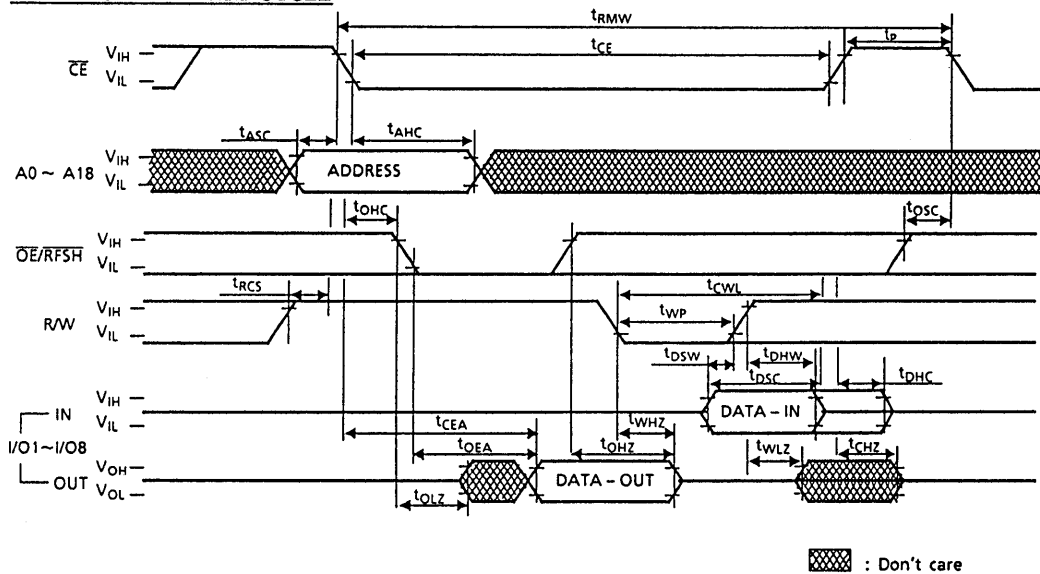 tRMW
tP
tCE
VIH
CE
VIL
tASC
tAHC
VIH
A0 ~ A18
ADDRESS
VIL
tOHC
tOSC
VIH
OE/RFSH
VIL
tRCS
tCWL
VIH
R/W
tWP
VIL
tDSW
tDHW
tDSC
tDHC
VIH
IN
DATA-IN
VIL
I/O1~I/O8
tCEA
tWHZ
tOEA
tOHZ
tWLZ
tCHZ
VOH
OUT
DATA-OUT
VOL
tOLZ
: Don't care